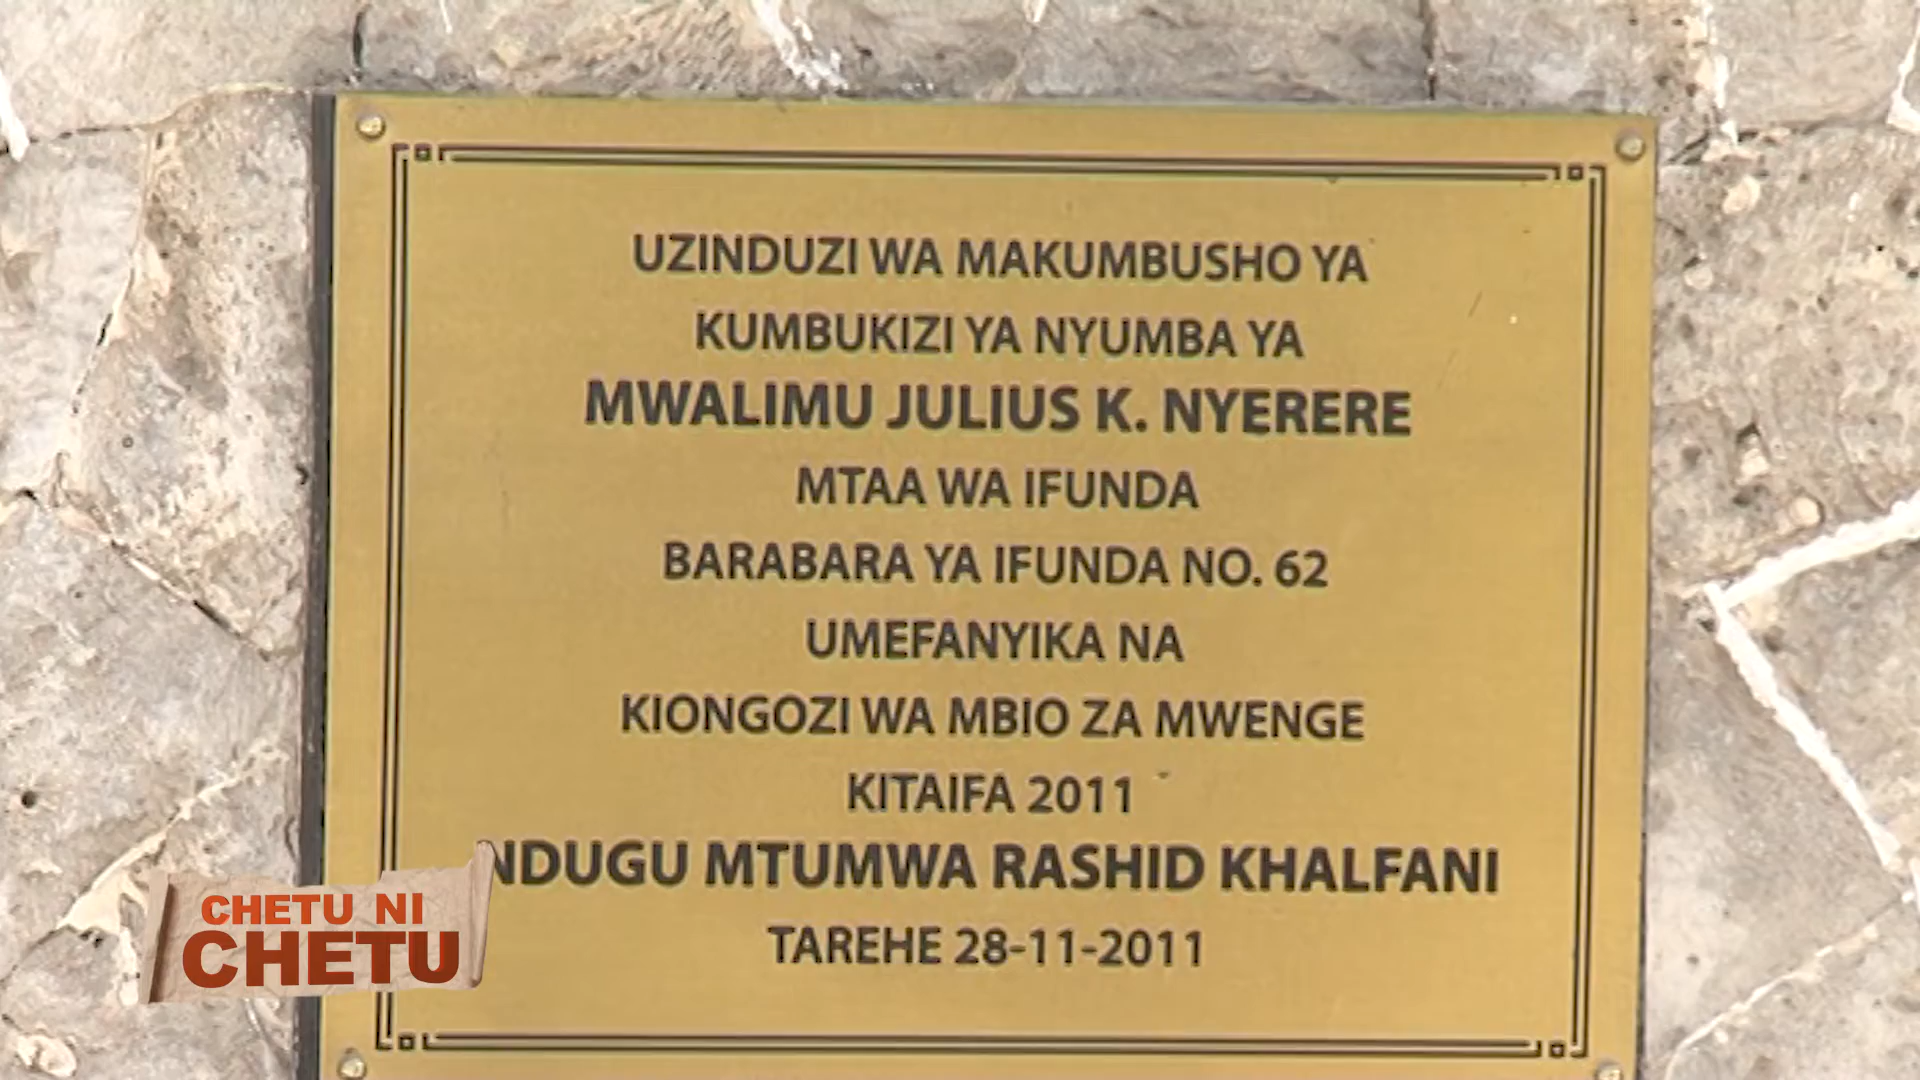 UZINDUZI WA MAKUMBUSHO YA
KUMBUKIZI YA NYUMBA YA
MWALIMU JULIUS K. NYERERE
MTAA WA IFUNDA
BARABARA YA IFUNDA NO. 62
UMEFANYIKA NA
KIONGOZI WA MBIO ZA MWENGE
KITAIFA 2011
NDUGU MTUMWA RASHID KHALFANI
TAREHE 28-11-2011
CHETU NI
CHETU